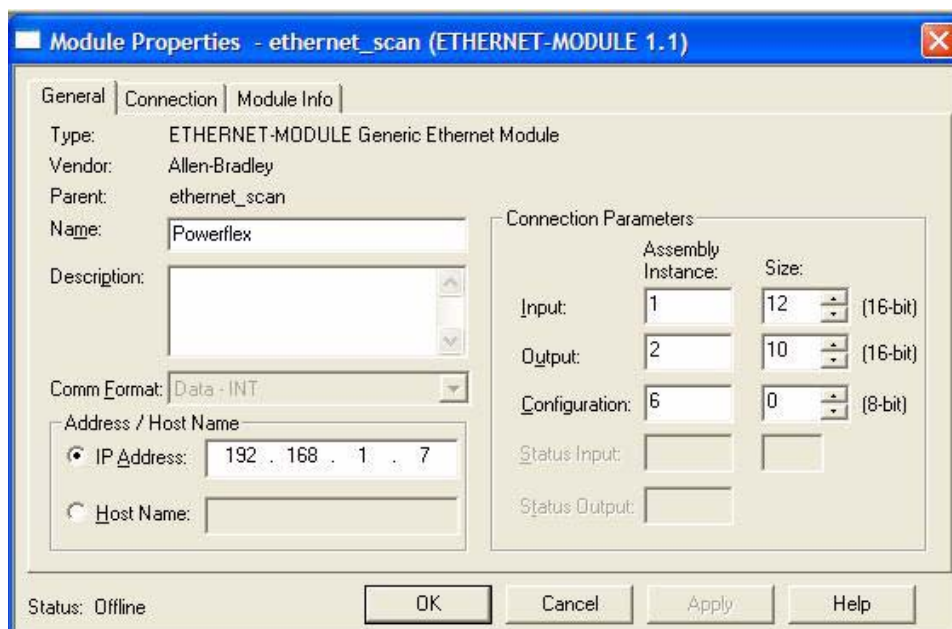 Module Properties - ethernet_scan (ETHERNET-MODULE 1.1)
General Connection Module Info
Type: ETHERNET-MODULE Generic Ethernet Module
Vendor: Allen-Bradley
Parent: ethernet_scan
Name: Powerflex
Description:
Comm Format: Data - INT
Address / Host Name
IP Address: 192 . 168 . 1 . 7
Host Name:
Connection Parameters
Assembly
Instance: Size:
Input: 1 12 (16-bit)
Output: 2 10 (16-bit)
Configuration: 6 0 (8-bit)
Status Input:
Status Output:
Status: Offline OK Cancel Apply Help